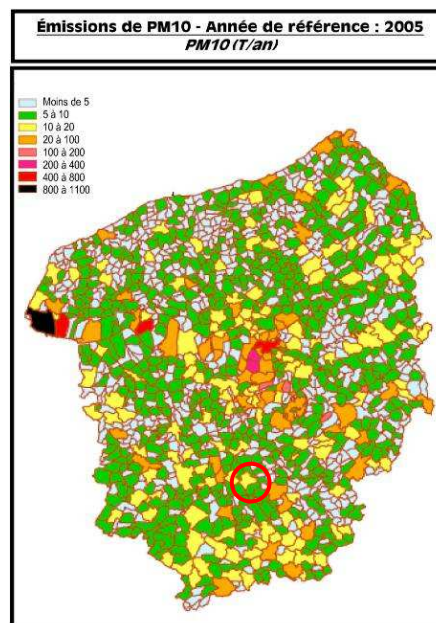 Émissions de PM10 - Année de référence : 2005
PM10 (T/an)
Moins de 5
5 à 10
10 à 20
20 à 100
100 à 200
200 à 400
400 à 800
800 à 1100